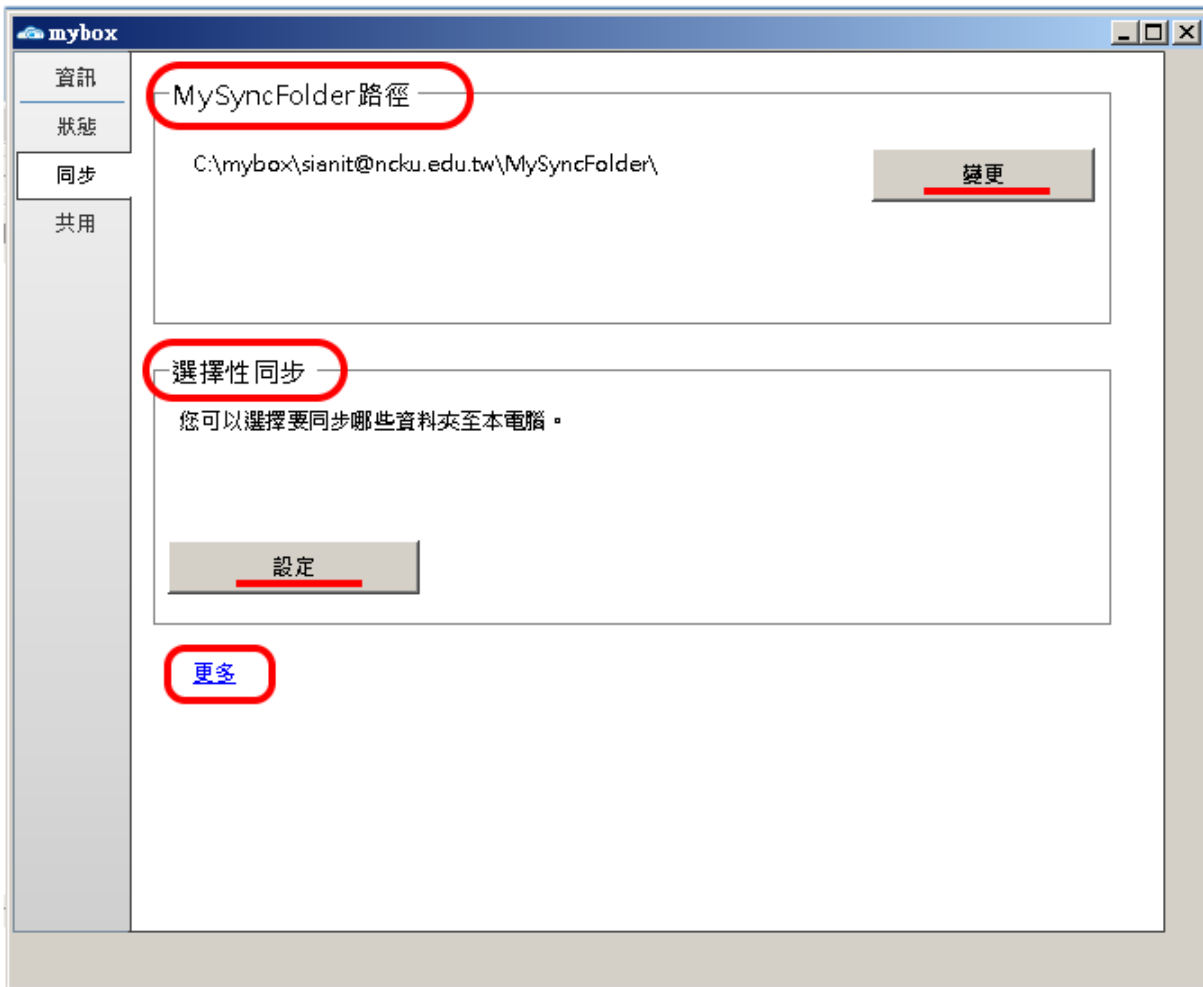 mybox
資訊
狀態
同步
共用
MySyncFolder路徑
C:\mybox\sianit@ncku.edu.tw\MySyncFolder\
變更
選擇性同步
您可以選擇要同步哪些資料夾至本電腦。
設定
更多